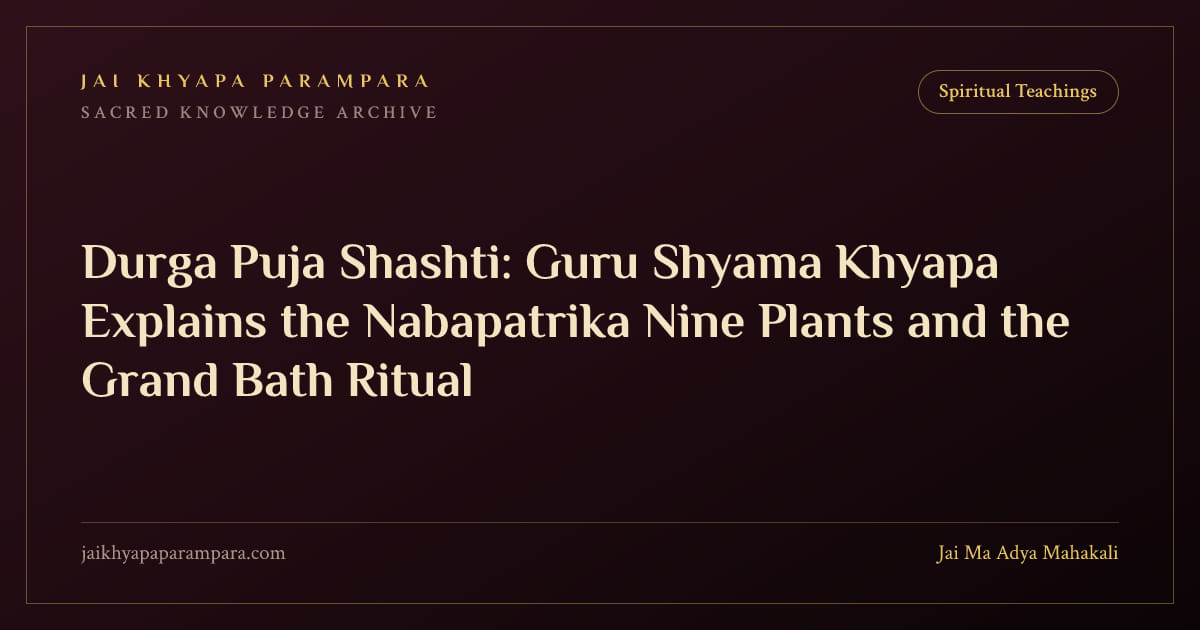 JAI KHYAPA PARAMPARA
SACRED KNOWLEDGE ARCHIVE
Spiritual Teachings
Durga Puja Shashti: Guru Shyama Khyapa
Explains the Nabapatrika Nine Plants and the
Grand Bath Ritual
jaikhyapaparampara.com
Jai Ma Adya Mahakali